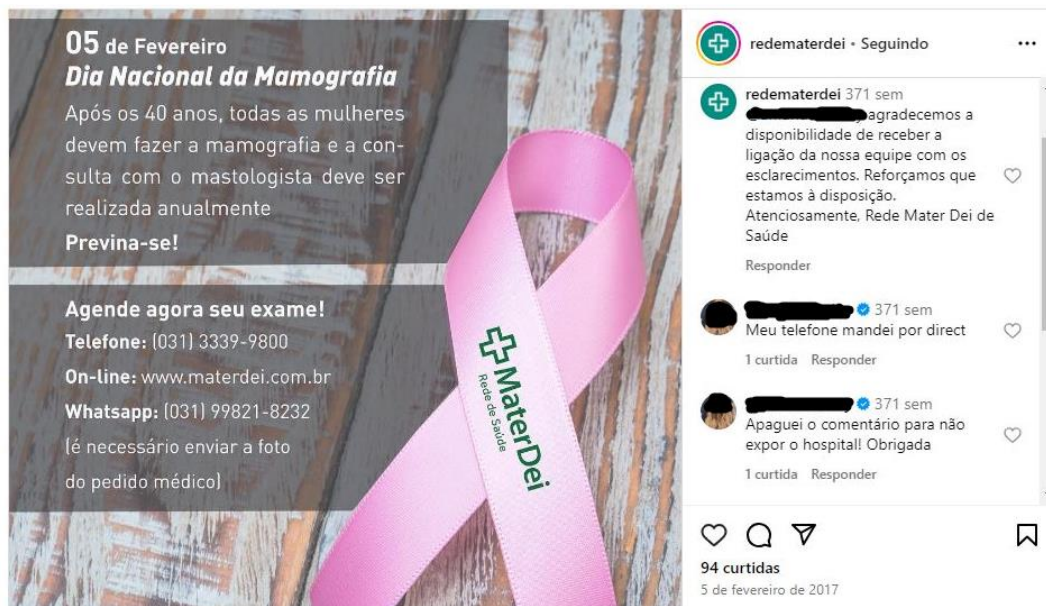 05 de Fevereiro
Dia Nacional da Mamografia
Após os 40 anos, todas as mulheres
devem fazer a mamografia e a con-
sulta com o mastologista deve ser
realizada anualmente
Previna-se!
Agende agora seu exame!
Telefone: (031) 3339-9800
On-line: www.materdei.com.br
Whatsapp: (031) 99821-8232
(é necessário enviar a foto
do pedido médico)
MaterDei
Rede de Saúde
redematerdei • Seguindo
redematerdei 371 sem
agradecemos a
disponibilidade de receber a
ligação da nossa equipe com os
esclarecimentos. Reforçamos que
estamos à disposição.
Atenciosamente, Rede Mater Dei de
Saúde
Responder
371 sem
Meu telefone mandei por direct
1 curtida Responder
371 sem
Apaguei o comentário para não
expor o hospital! Obrigada
1 curtida Responder
94 curtidas
5 de fevereiro de 2017